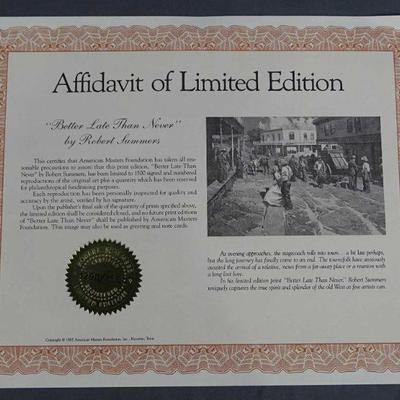 Affidavit of Limited Edition
"Better Late Than Never"
by Robert Summers
This certifies that American Masters Foundation has taken all rea-
sonable precautions to assure that this print edition, "Better Late Than
Never" by Robert Summers, has been limited to 1500 signed and numbered
reproductions of the original art plus a quantity which has been reserved
for philanthropical fundraising purposes.
Each reproduction has been personally inspected for quality and
accuracy by the artist, verified by his signature.
Upon the publisher's final sale of the quantity of prints specified above,
the limited edition shall be considered closed, and no future print editions
of "Better Late Than Never" shall be published by American Masters
Foundation. This image may also be used as greeting and note cards.
As evening approaches, the stagecoach rolls into town . . . a bit late perhaps,
but the long journey has finally come to an end. The townsfolk have anxiously
awaited the arrival of a relative, news from a far-away place or a reunion with
a long lost love.
In his limited edition print "Better Late Than Never," Robert Summers
uniquely captures the true spirit and splendor of the old West as few artists can.
Copyright © 1985 American Masters Foundation, Inc., Houston, Texas